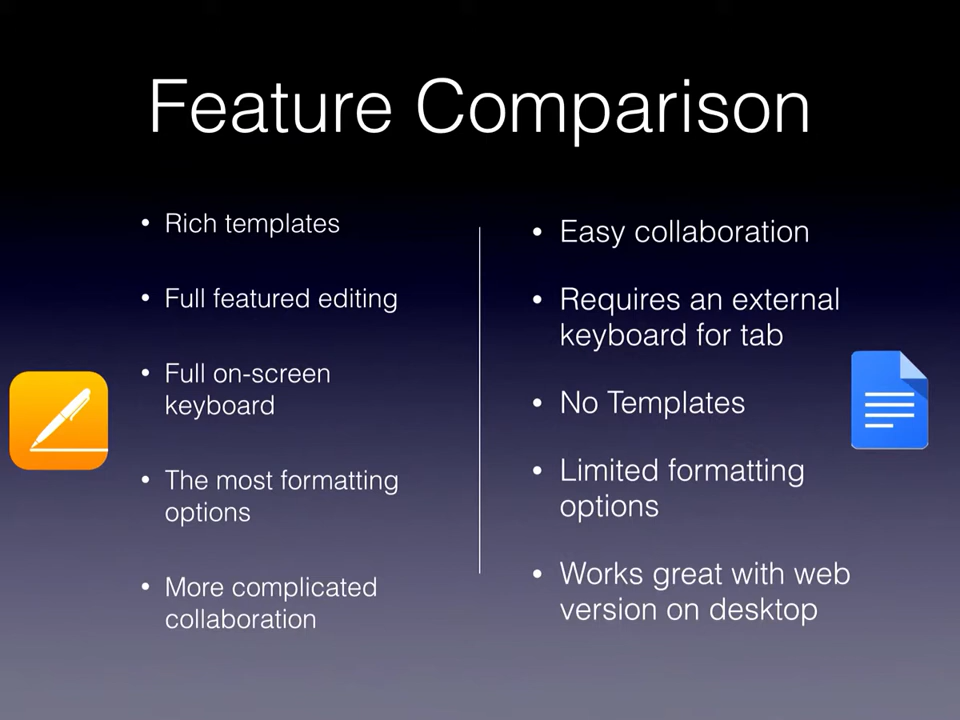 Feature Comparison
• Rich templates
• Full featured editing
• Full on-screen
keyboard
• The most formatting
options
• More complicated
collaboration
• Easy collaboration
• Requires an external
keyboard for tab
• No Templates
• Limited formatting
options
• Works great with web
version on desktop